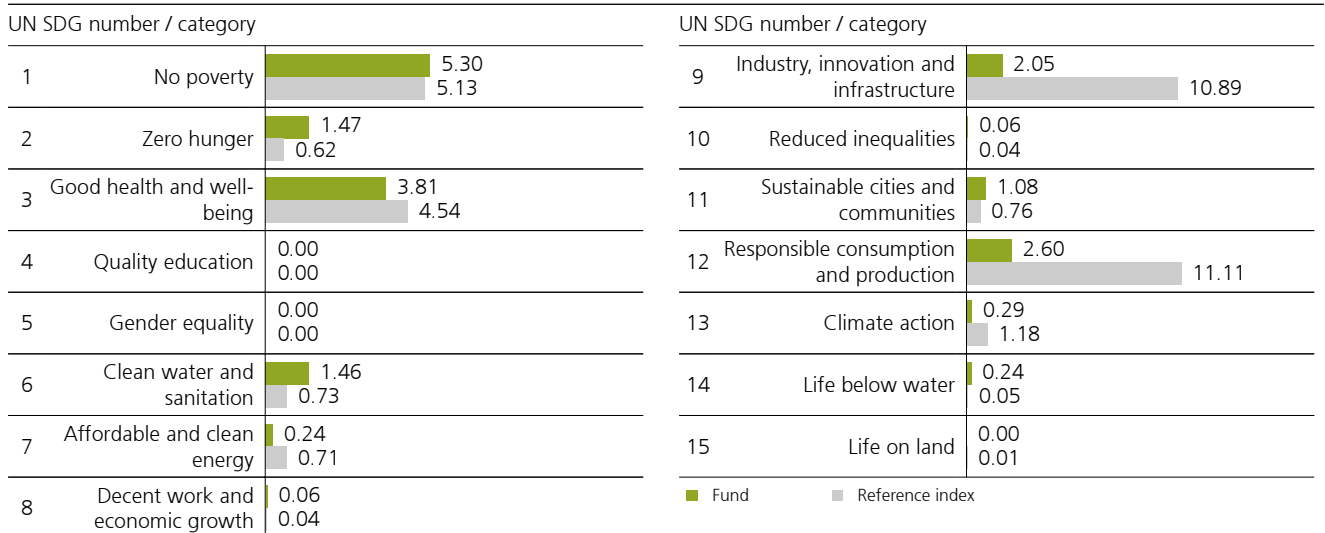 UN SDG number / category
1
No poverty
5.30
5.13
2
Zero hunger
1.47
0.62
3
Good health and well-
being
3.81
4.54
4
Quality education
0.00
0.00
5
Gender equality
0.00
0.00
6
Clean water and
sanitation
1.46
0.73
7
Affordable and clean
energy
0.24
0.71
8
Decent work and
economic growth
0.06
0.04
UN SDG number / category
9
Industry, innovation and
infrastructure
2.05
10.89
10
Reduced inequalities
0.06
0.04
11
Sustainable cities and
communities
1.08
0.76
12
Responsible consumption
and production
2.60
11.11
13
Climate action
0.29
1.18
14
Life below water
0.24
0.05
15
Life on land
0.00
0.01
Fund
Reference index